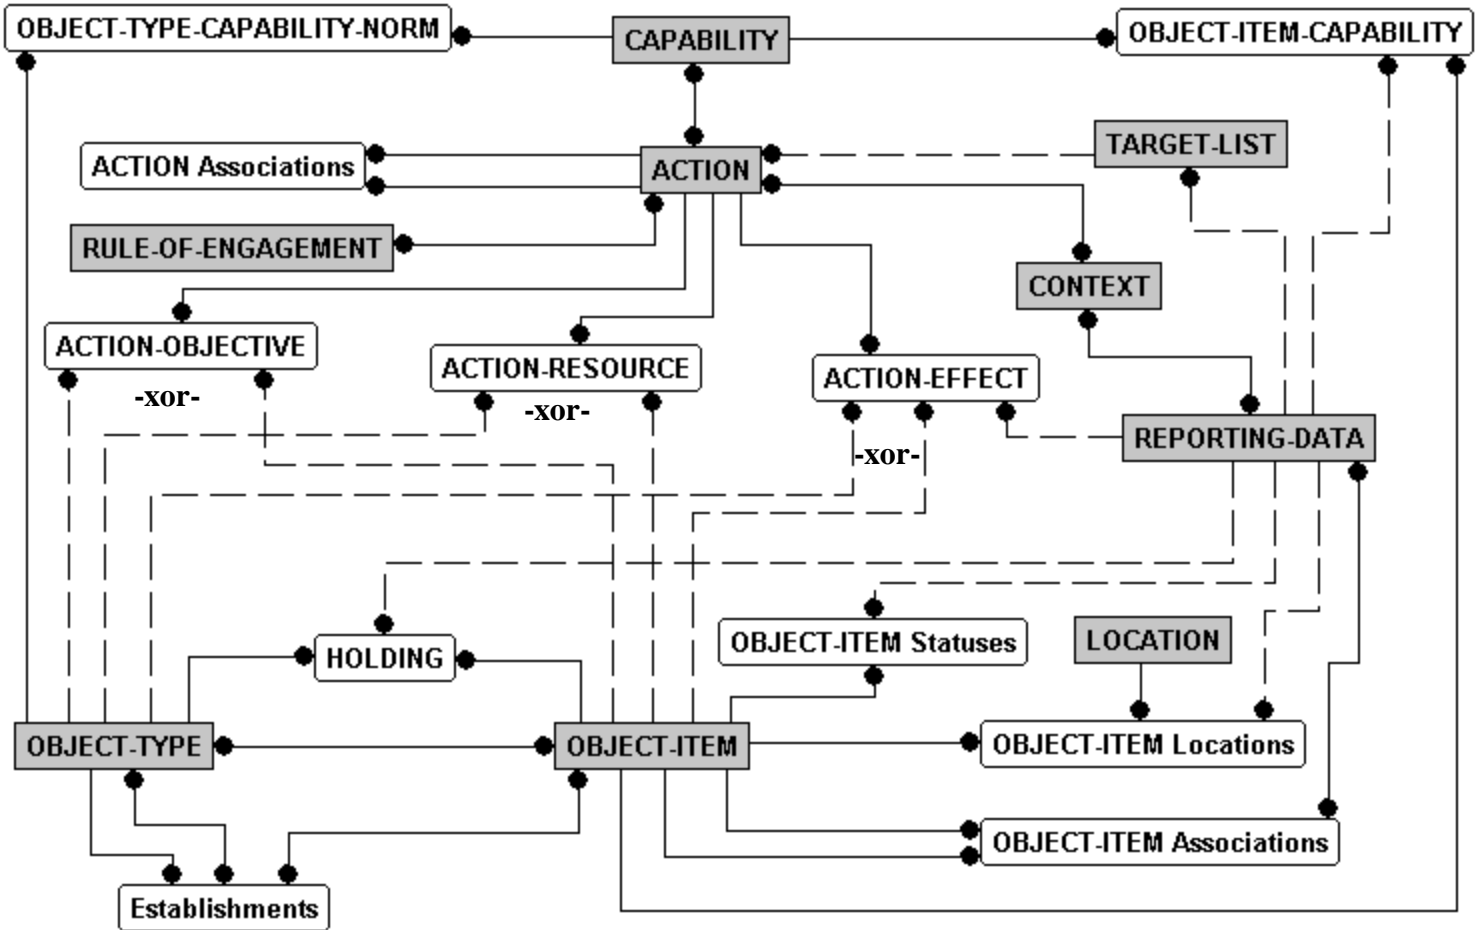 OBJECT-TYPE-CAPABILITY-NORM
CAPABILITY
OBJECT-ITEM-CAPABILITY
ACTION Associations
ACTION
TARGET-LIST
RULE-OF-ENGAGEMENT
CONTEXT
ACTION-OBJECTIVE
ACTION-RESOURCE
ACTION-EFFECT
-xor-
-xor-
-xor-
REPORTING-DATA
HOLDING
OBJECT-ITEM Statuses
LOCATION
OBJECT-TYPE
OBJECT-ITEM
OBJECT-ITEM Locations
OBJECT-ITEM Associations
Establishments